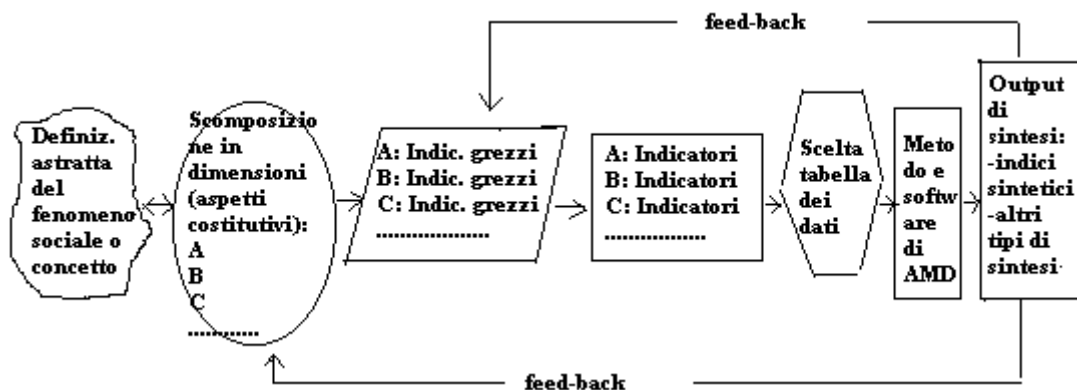 feed-back
Definiz.
astratta
del
fenomeno
sociale o
concetto
Scomposizio
ne in
dimensioni
(aspetti
costitutivi):
A
B
C
............
A: Indic. grezzi
B: Indic. grezzi
C: Indic. grezzi
...................
A: Indicatori
B: Indicatori
C: Indicatori
.................
Scelta
tabella
dei
dati
Meto
do e
softw
are
di
AMD
Output
di
sintesi:
-indici
sintetici
-altri
tipi di
sintesi·
feed-back